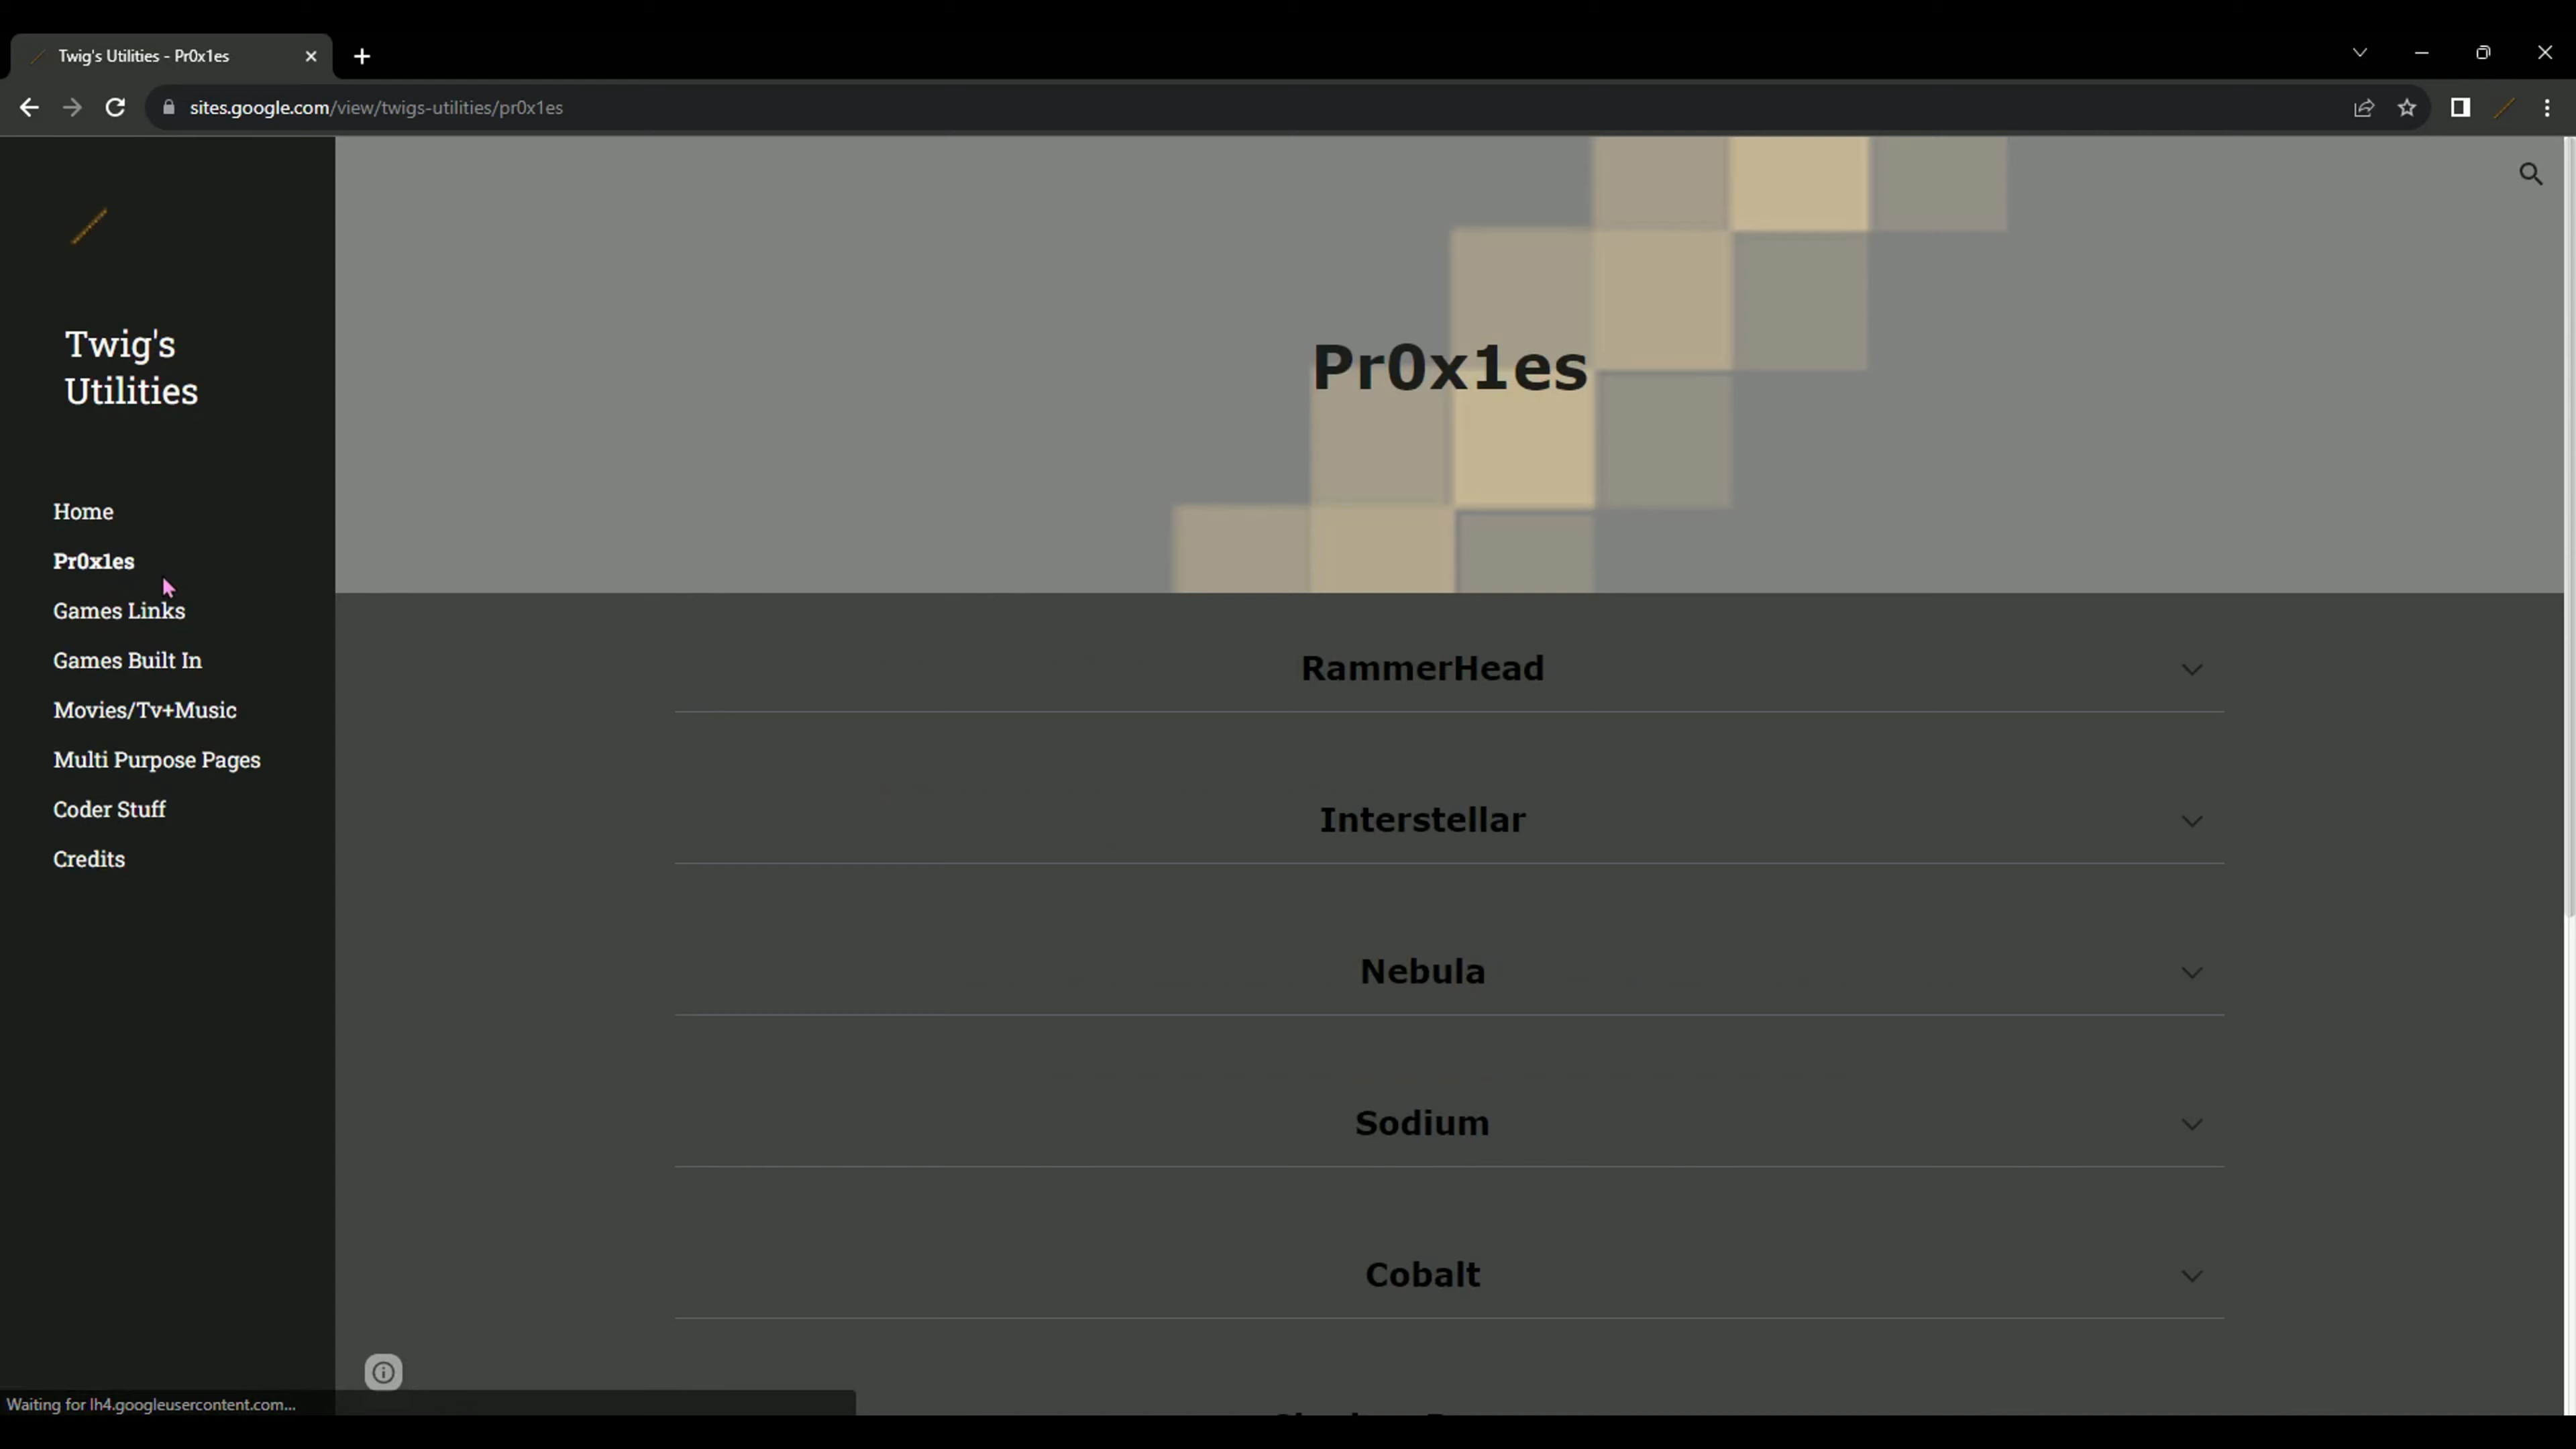 Twig's Utilities - Pr0x1es
sites.google.com/view/twigs-utilities/pr0x1es
Twig's
Utilities
Home
Pr0x1es
Games Links
Games Built In
Movies/Tv+Music
Multi Purpose Pages
Coder Stuff
Credits
Pr0x1es
RammerHead
Interstellar
Nebula
Sodium
Cobalt
Waiting for lh4.googleusercontent.com...